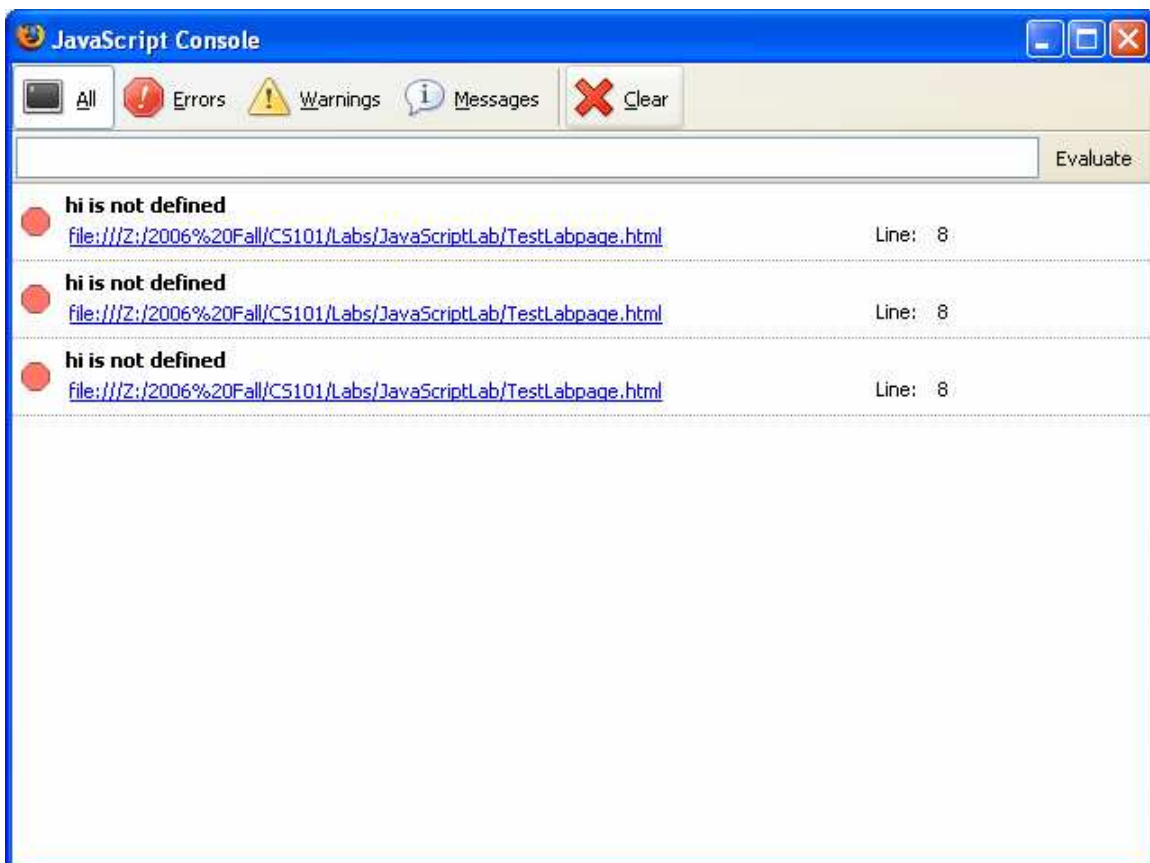 JavaScript Console
All Errors Warnings Messages Clear
Evaluate
hi is not defined
file:///Z:/2006%20Fall/CS101/Labs/JavaScriptLab/TestLabpage.html Line: 8
hi is not defined
file:///Z:/2006%20Fall/CS101/Labs/JavaScriptLab/TestLabpage.html Line: 8
hi is not defined
file:///Z:/2006%20Fall/CS101/Labs/JavaScriptLab/TestLabpage.html Line: 8